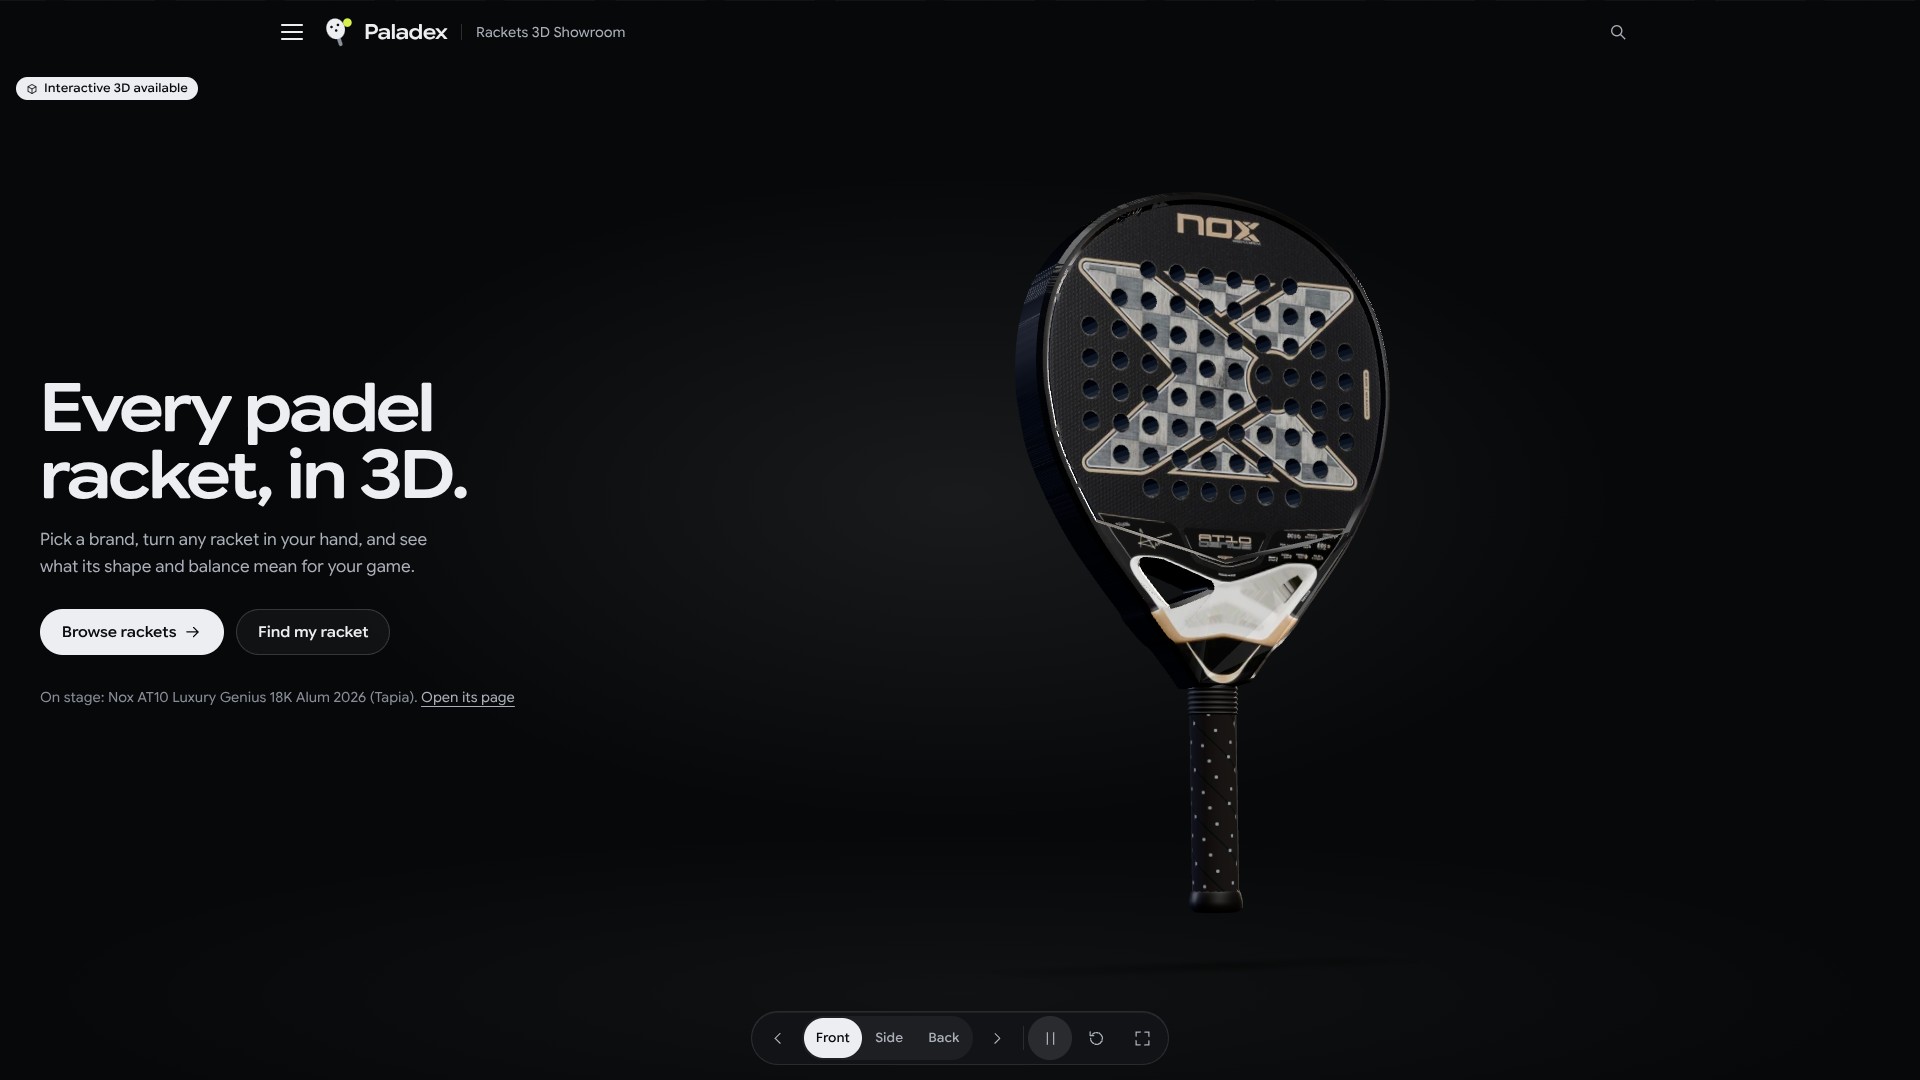 Paladex
Rackets 3D Showroom
Interactive 3D available
nox
Every padel
racket, in 3D.
Pick a brand, turn any racket in your hand, and see
what its shape and balance mean for your game.
Browse rackets
Find my racket
AT10
GENIUS
On stage: Nox AT10 Luxury Genius 18K Alum 2026 (Tapia). Open its page
Front
Side
Back